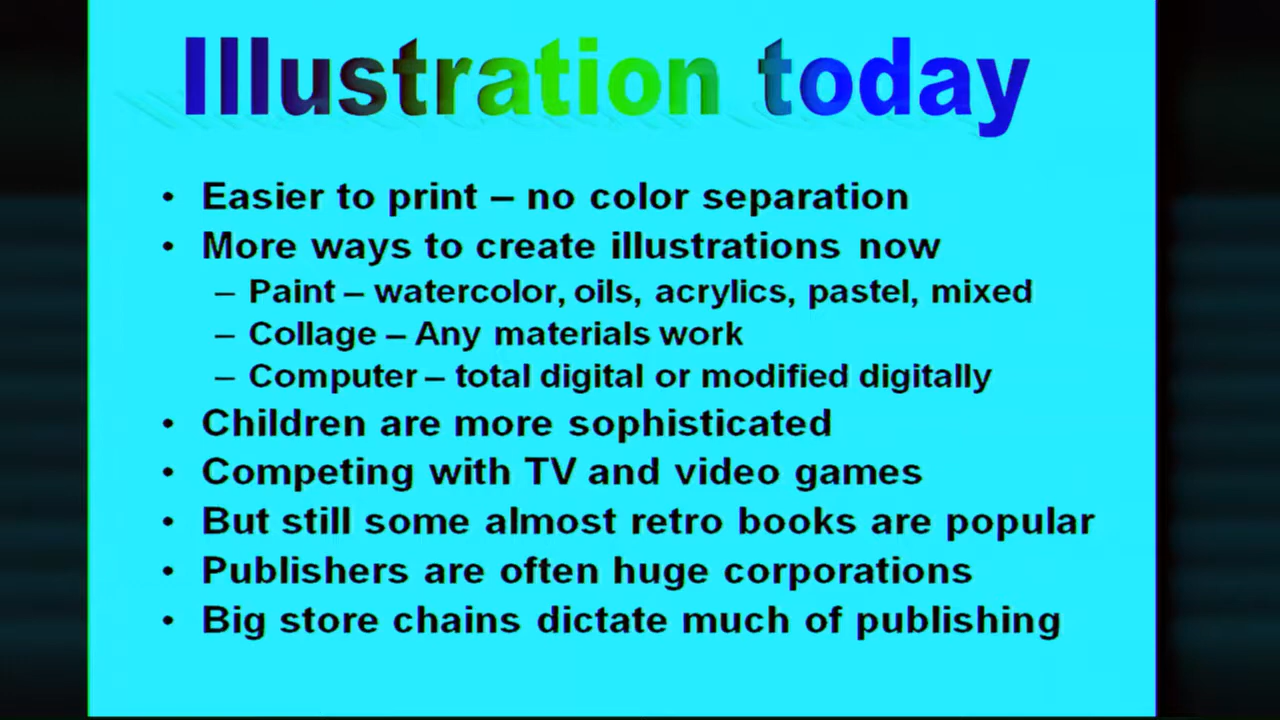 Illustration today
• Easier to print – no color separation
• More ways to create illustrations now
– Paint – watercolor, oils, acrylics, pastel, mixed
– Collage – Any materials work
– Computer – total digital or modified digitally
• Children are more sophisticated
• Competing with TV and video games
• But still some almost retro books are popular
• Publishers are often huge corporations
• Big store chains dictate much of publishing